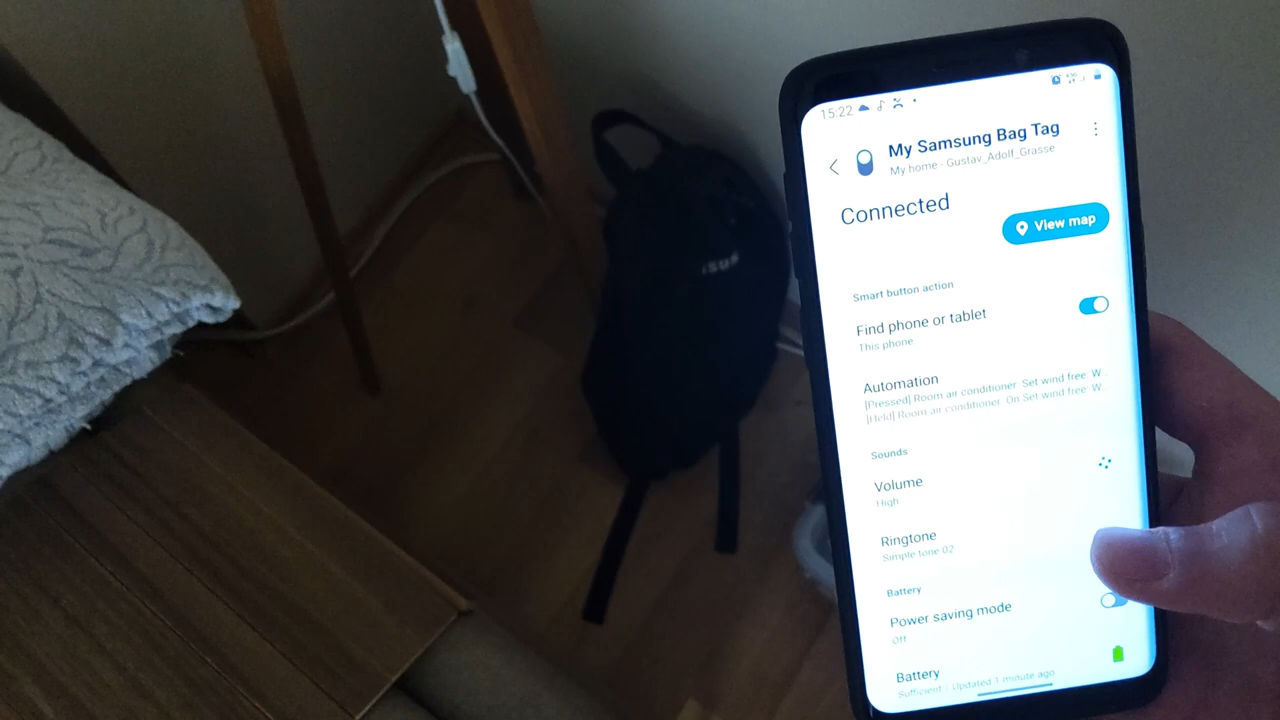 15:22
My Samsung Bag Tag
My home - Gustav_Adolf_Grasse
Connected
View map
Smart button action
Find phone or tablet
This phone
Automation
[Pressed] Room air conditioner: Set wind free: W...
[Held] Room air conditioner: On Set wind free: W...
Sounds
Volume
High
Ringtone
Simple tone 02
Battery
Power saving mode
Off
Battery
Sufficient | Updated 1 minute ago